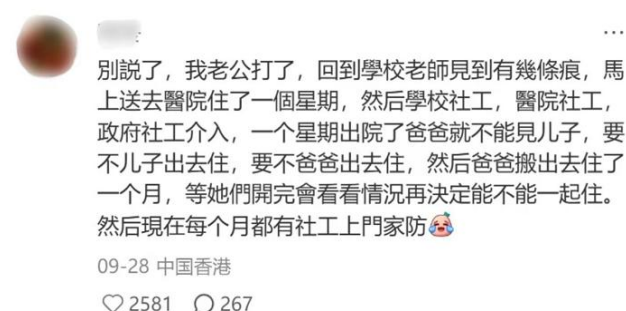 別説了，我老公打了，回到學校老師見到有幾條痕，馬
上送去醫院住了一個星期，然后學校社工，醫院社工，
政府社工介入，一个星期出院了爸爸就不能見儿子，要
不儿子出去住，要不爸爸出去住，然后爸爸搬出去住了
一个月，等她們開完會看看情況再決定能不能一起住。
然后現在每个月都有社工上門家防
09-28 中国香港
2581 267